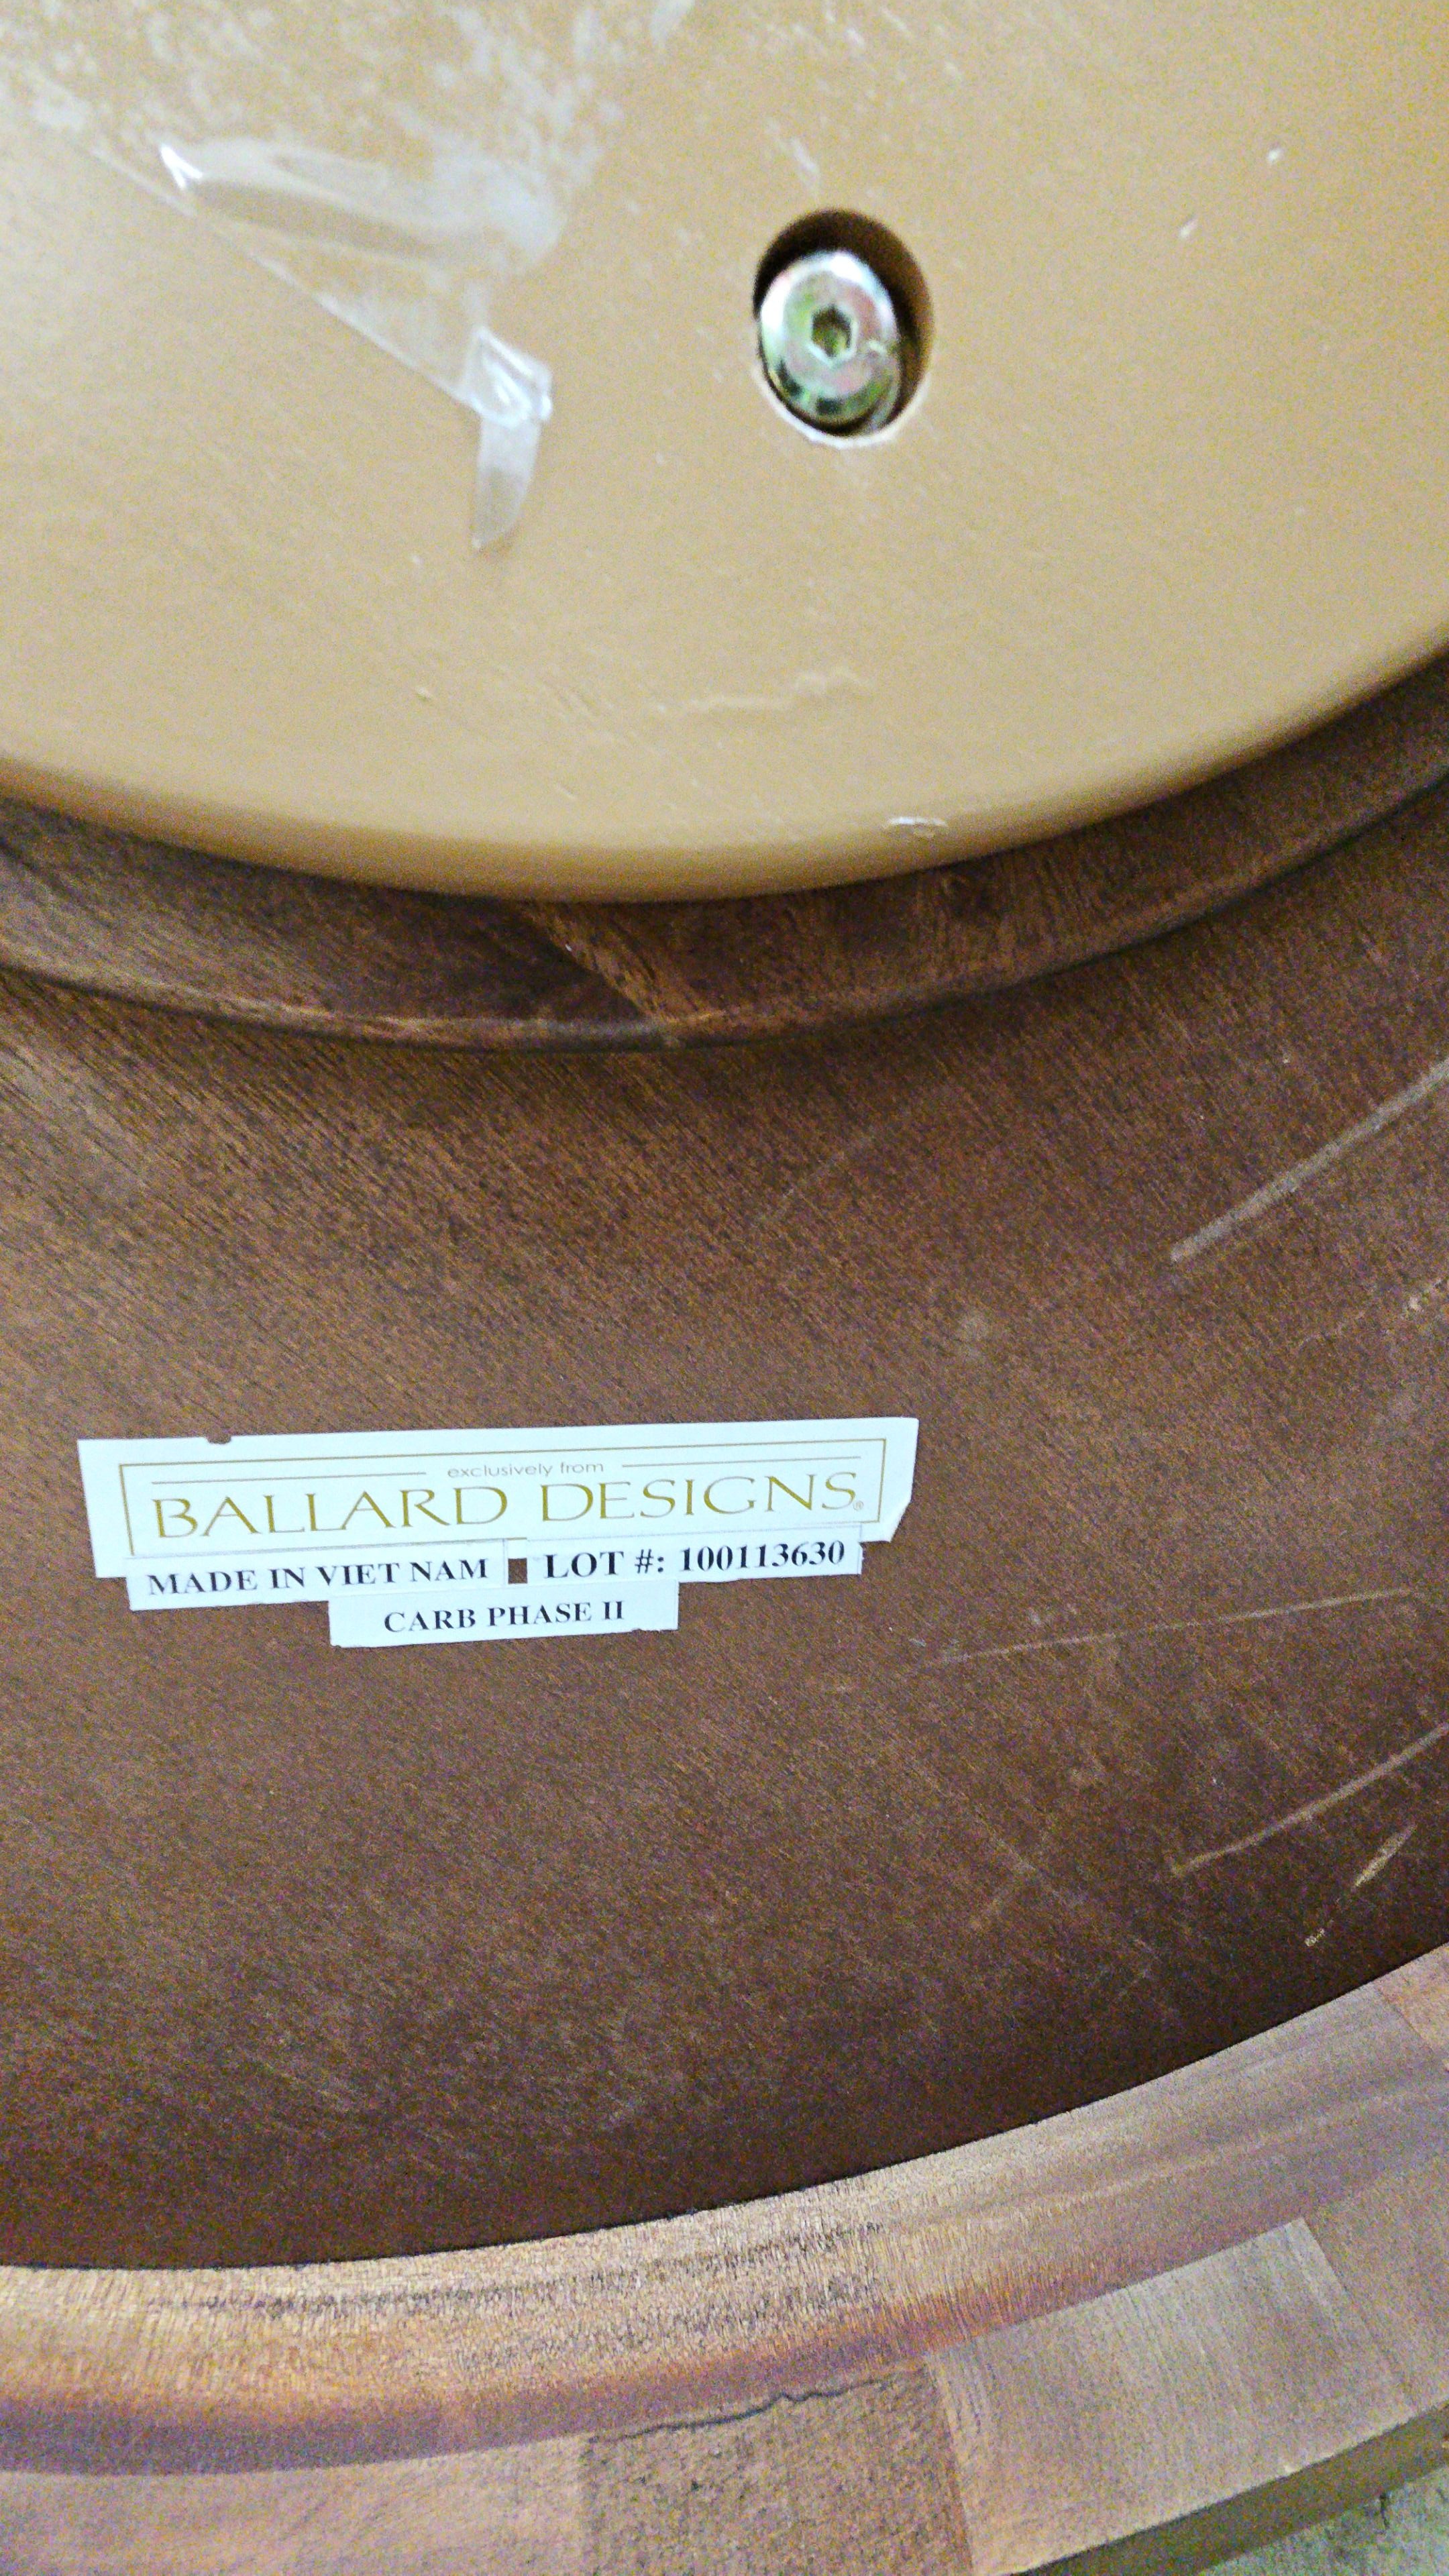 exclusively from
BALLARD DESIGNS®
MADE IN VIET NAM LOT #: 100113630
CARB PHASE II